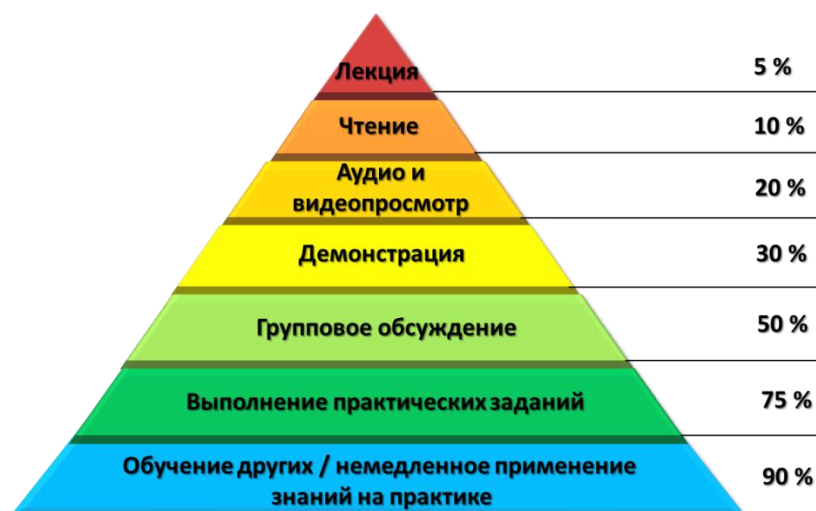 Лекция 5 %
Чтение 10 %
Аудио и
видеопросмотр 20 %
Демонстрация 30 %
Групповое обсуждение 50 %
Выполнение практических заданий 75 %
Обучение других / немедленное применение
знаний на практике 90 %